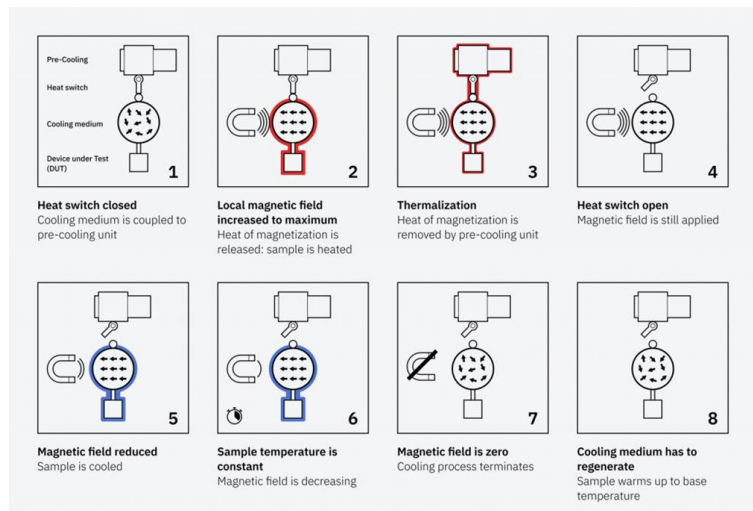 Pre-Cooling
Heat switch
Cooling medium
Device under Test
(DUT)
1
2
3
4
Heat switch closed
Cooling medium is coupled to
pre-cooling unit
Local magnetic field
increased to maximum
Heat of magnetization is
released: sample is heated
Thermalization
Heat of magnetization is
removed by pre-cooling unit
Heat switch open
Magnetic field is still applied
5
6
7
8
Magnetic field reduced
Sample is cooled
Sample temperature is
constant
Magnetic field is decreasing
Magnetic field is zero
Cooling process terminates
Cooling medium has to
regenerate
Sample warms up to base
temperature